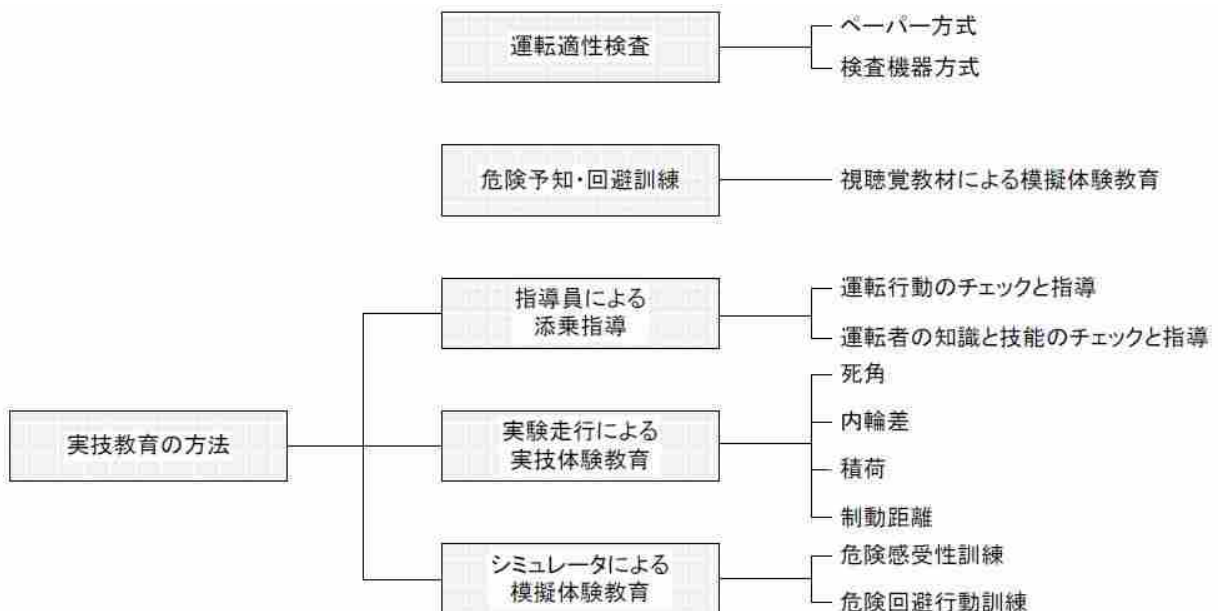 運転適性検査
ペーパー方式
検査機器方式
危険予知・回避訓練
視聴覚教材による模擬体験教育
指導員による
添乗指導
運転行動のチェックと指導
運転者の知識と技能のチェックと指導
実技教育の方法
実験走行による
実技体験教育
死角
内輪差
積荷
制動距離
シミュレータによる
模擬体験教育
危険感受性訓練
危険回避行動訓練